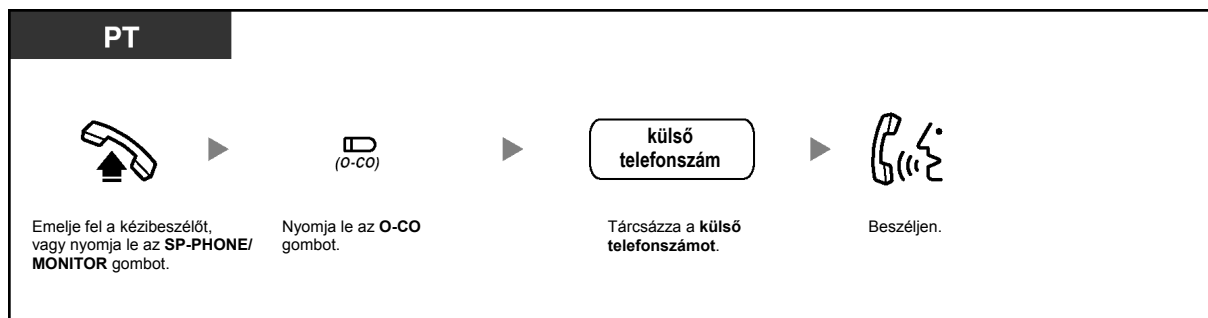 PT
(O-CO)
külső
telefonszám
Emelje fel a kézibeszélőt,
vagy nyomja le az SP-PHONE/
MONITOR gombot.
Nyomja le az O-CO
gombot.
Tárcsázza a külső
telefonszámot.
Beszéljen.